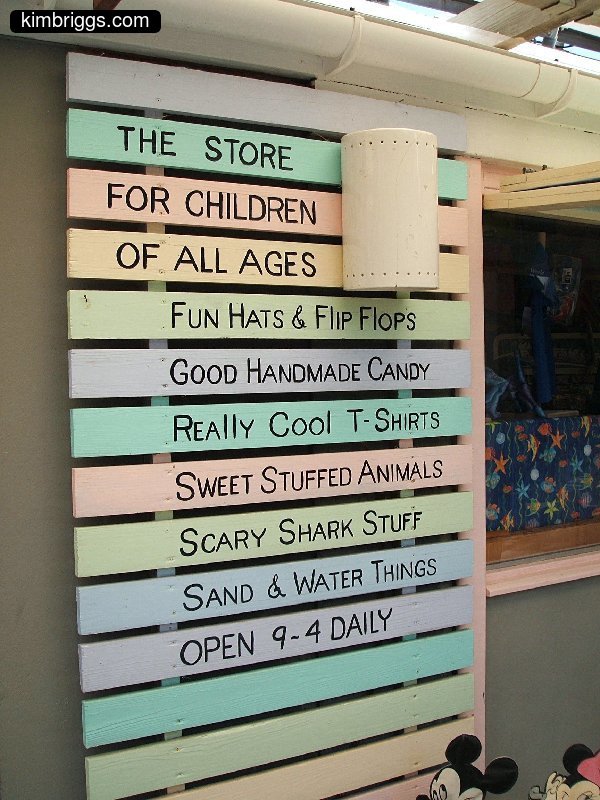 kimbriggs.com
THE STORE
FOR CHILDREN
OF ALL AGES
FUN HATS & FLIP FLOPS
GOOD HANDMADE CANDY
REALLY COOL T-SHIRTS
SWEET STUFFED ANIMALS
SCARY SHARK STUFF
SAND & WATER THINGS
OPEN 9-4 DAILY